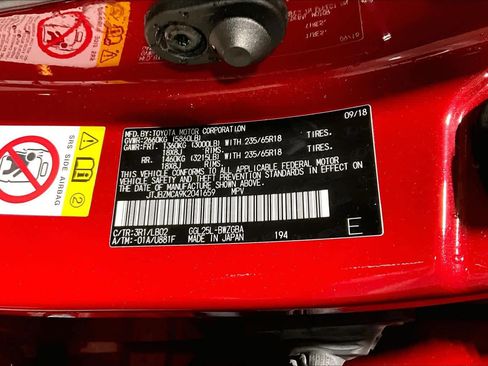 MFD.BY:TOYOTA MOTOR CORPORATION 09/18
GVWR:2660KG (5860LB)
GAWR:FRT. 1360KG (3000LB) WITH 235/65R18 TIRES.
18X8J RIMS.
RR. 1460KG (3215LB) WITH 235/65R18 TIRES.
18X8J RIMS.
THIS VEHICLE CONFORMS TO ALL APPLICABLE FEDERAL MOTOR
VEHICLE SAFETY AND THEFT PREVENTION STANDARDS IN
EFFECT ON THE DATE OF MANUFACTURE SHOWN ABOVE.
JTJBZMCA9K2041659 MPV
C/TR:3R1/LB02 GGL25L-BWZGBA
A/TM:-01A/U881F MADE IN JAPAN 194 E
SRS SIDE AIRBAG